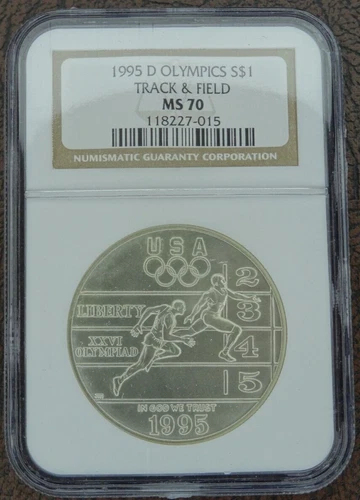 1995 D OLYMPICS S$1
TRACK & FIELD
MS 70
118227-015
NUMISMATIC GUARANTY CORPORATION
USA
2
LIBERTY 3
XXVI
OLYMPIAD 4
5
IN GOD WE TRUST
1995